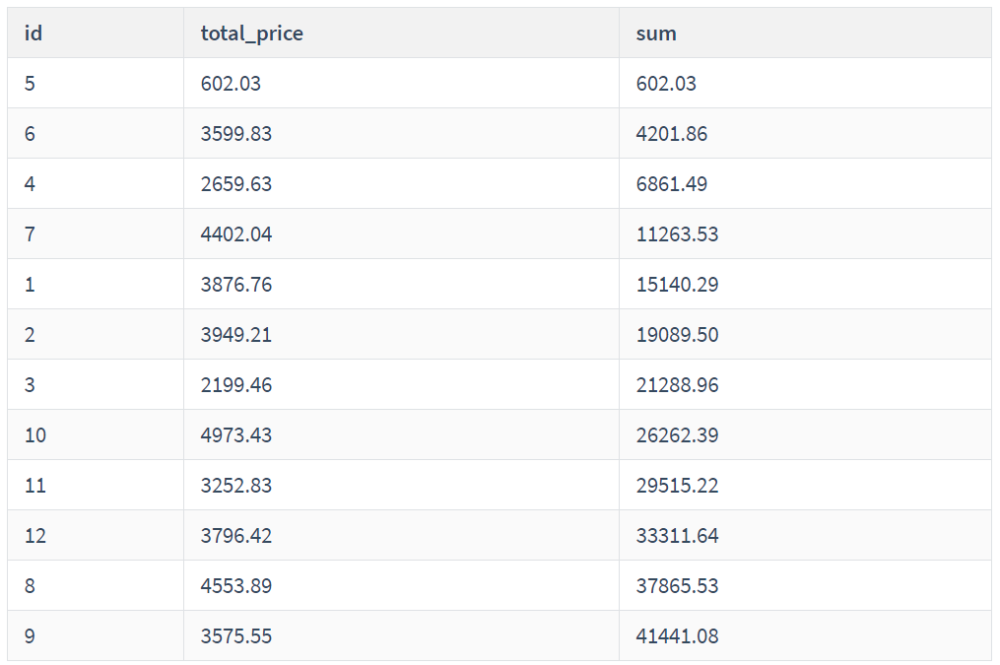 id total_price sum
5 602.03 602.03
6 3599.83 4201.86
4 2659.63 6861.49
7 4402.04 11263.53
1 3876.76 15140.29
2 3949.21 19089.50
3 2199.46 21288.96
10 4973.43 26262.39
11 3252.83 29515.22
12 3796.42 33311.64
8 4553.89 37865.53
9 3575.55 41441.08